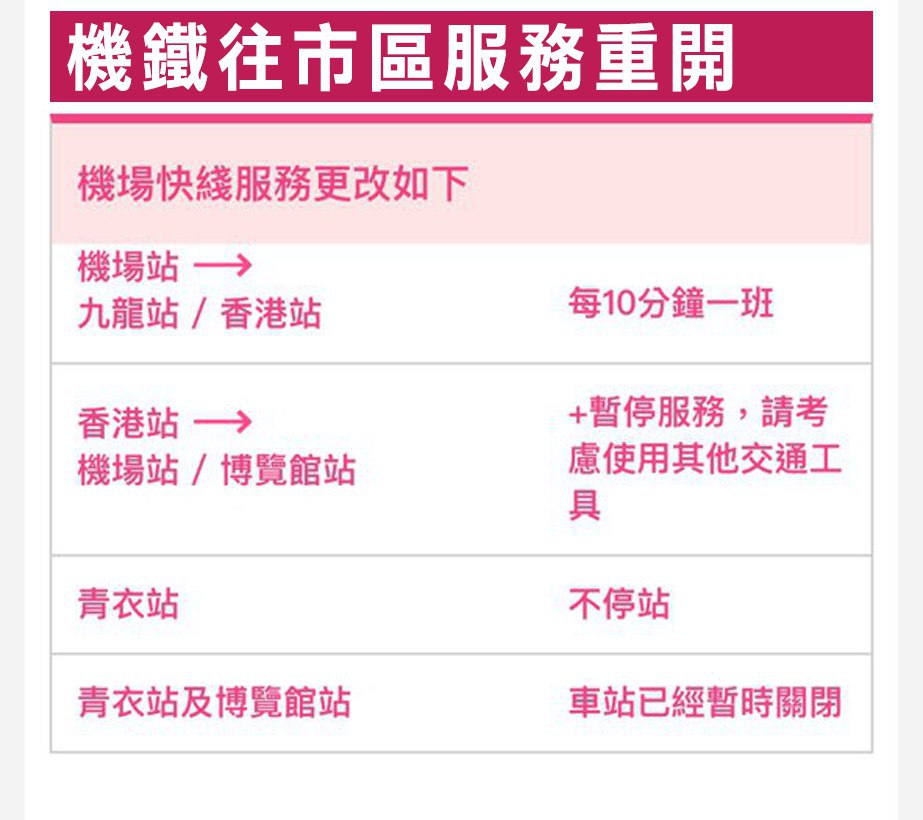 機鐵往市區服務重開
機場快綫服務更改如下
機場站 →
九龍站 / 香港站
每10分鐘一班
香港站 →
機場站 / 博覽館站
+暫停服務，請考
慮使用其他交通工
具
青衣站
不停站
青衣站及博覽館站
車站已經暫時關閉